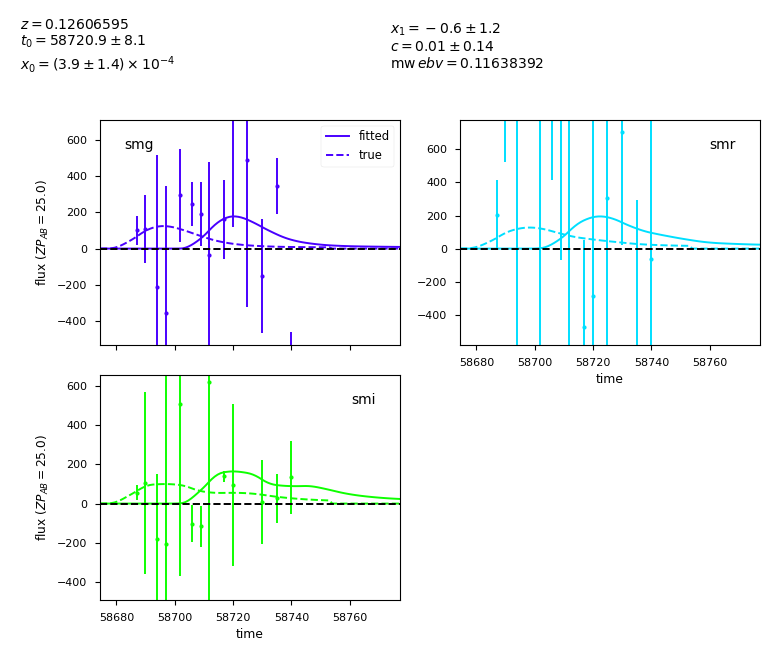 z = 0.12606595
t₀ = 58720.9 ± 8.1
x₀ = (3.9 ± 1.4) × 10⁻⁴
x₁ = −0.6 ± 1.2
c = 0.01 ± 0.14
mw ebv = 0.11638392
smg
fitted
true
600
400
200
0
−200
−400
flux (ZP_AB = 25.0)
smr
600
400
200
0
−200
−400
58680 58700 58720 58740 58760
time
smi
600
400
200
0
−200
−400
flux (ZP_AB = 25.0)
58680 58700 58720 58740 58760
time